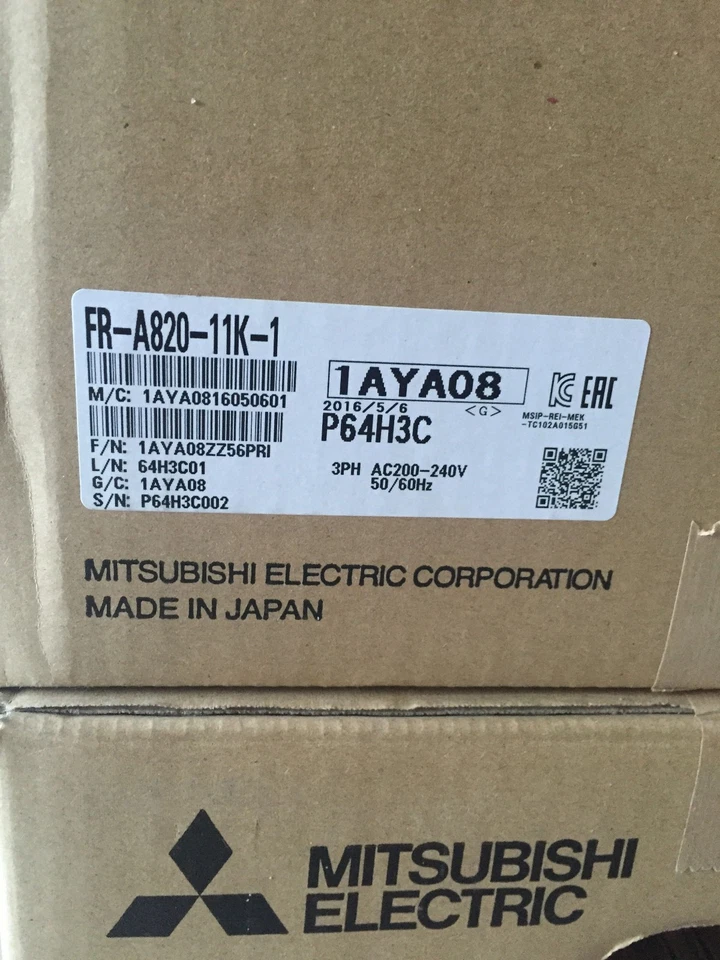 FR-A820-11K-1
M/C: 1AYA0816050601
F/N: 1AYA08ZZ56PRI
L/N: 64H3C01
G/C: 1AYA08
S/N: P64H3C002
1AYA08
2016/5/6 <G>
P64H3C
3PH AC200-240V
50/60Hz
EAC
MSIP-REI-MEK
-TC102A015G51
MITSUBISHI ELECTRIC CORPORATION
MADE IN JAPAN
MITSUBISHI
ELECTRIC